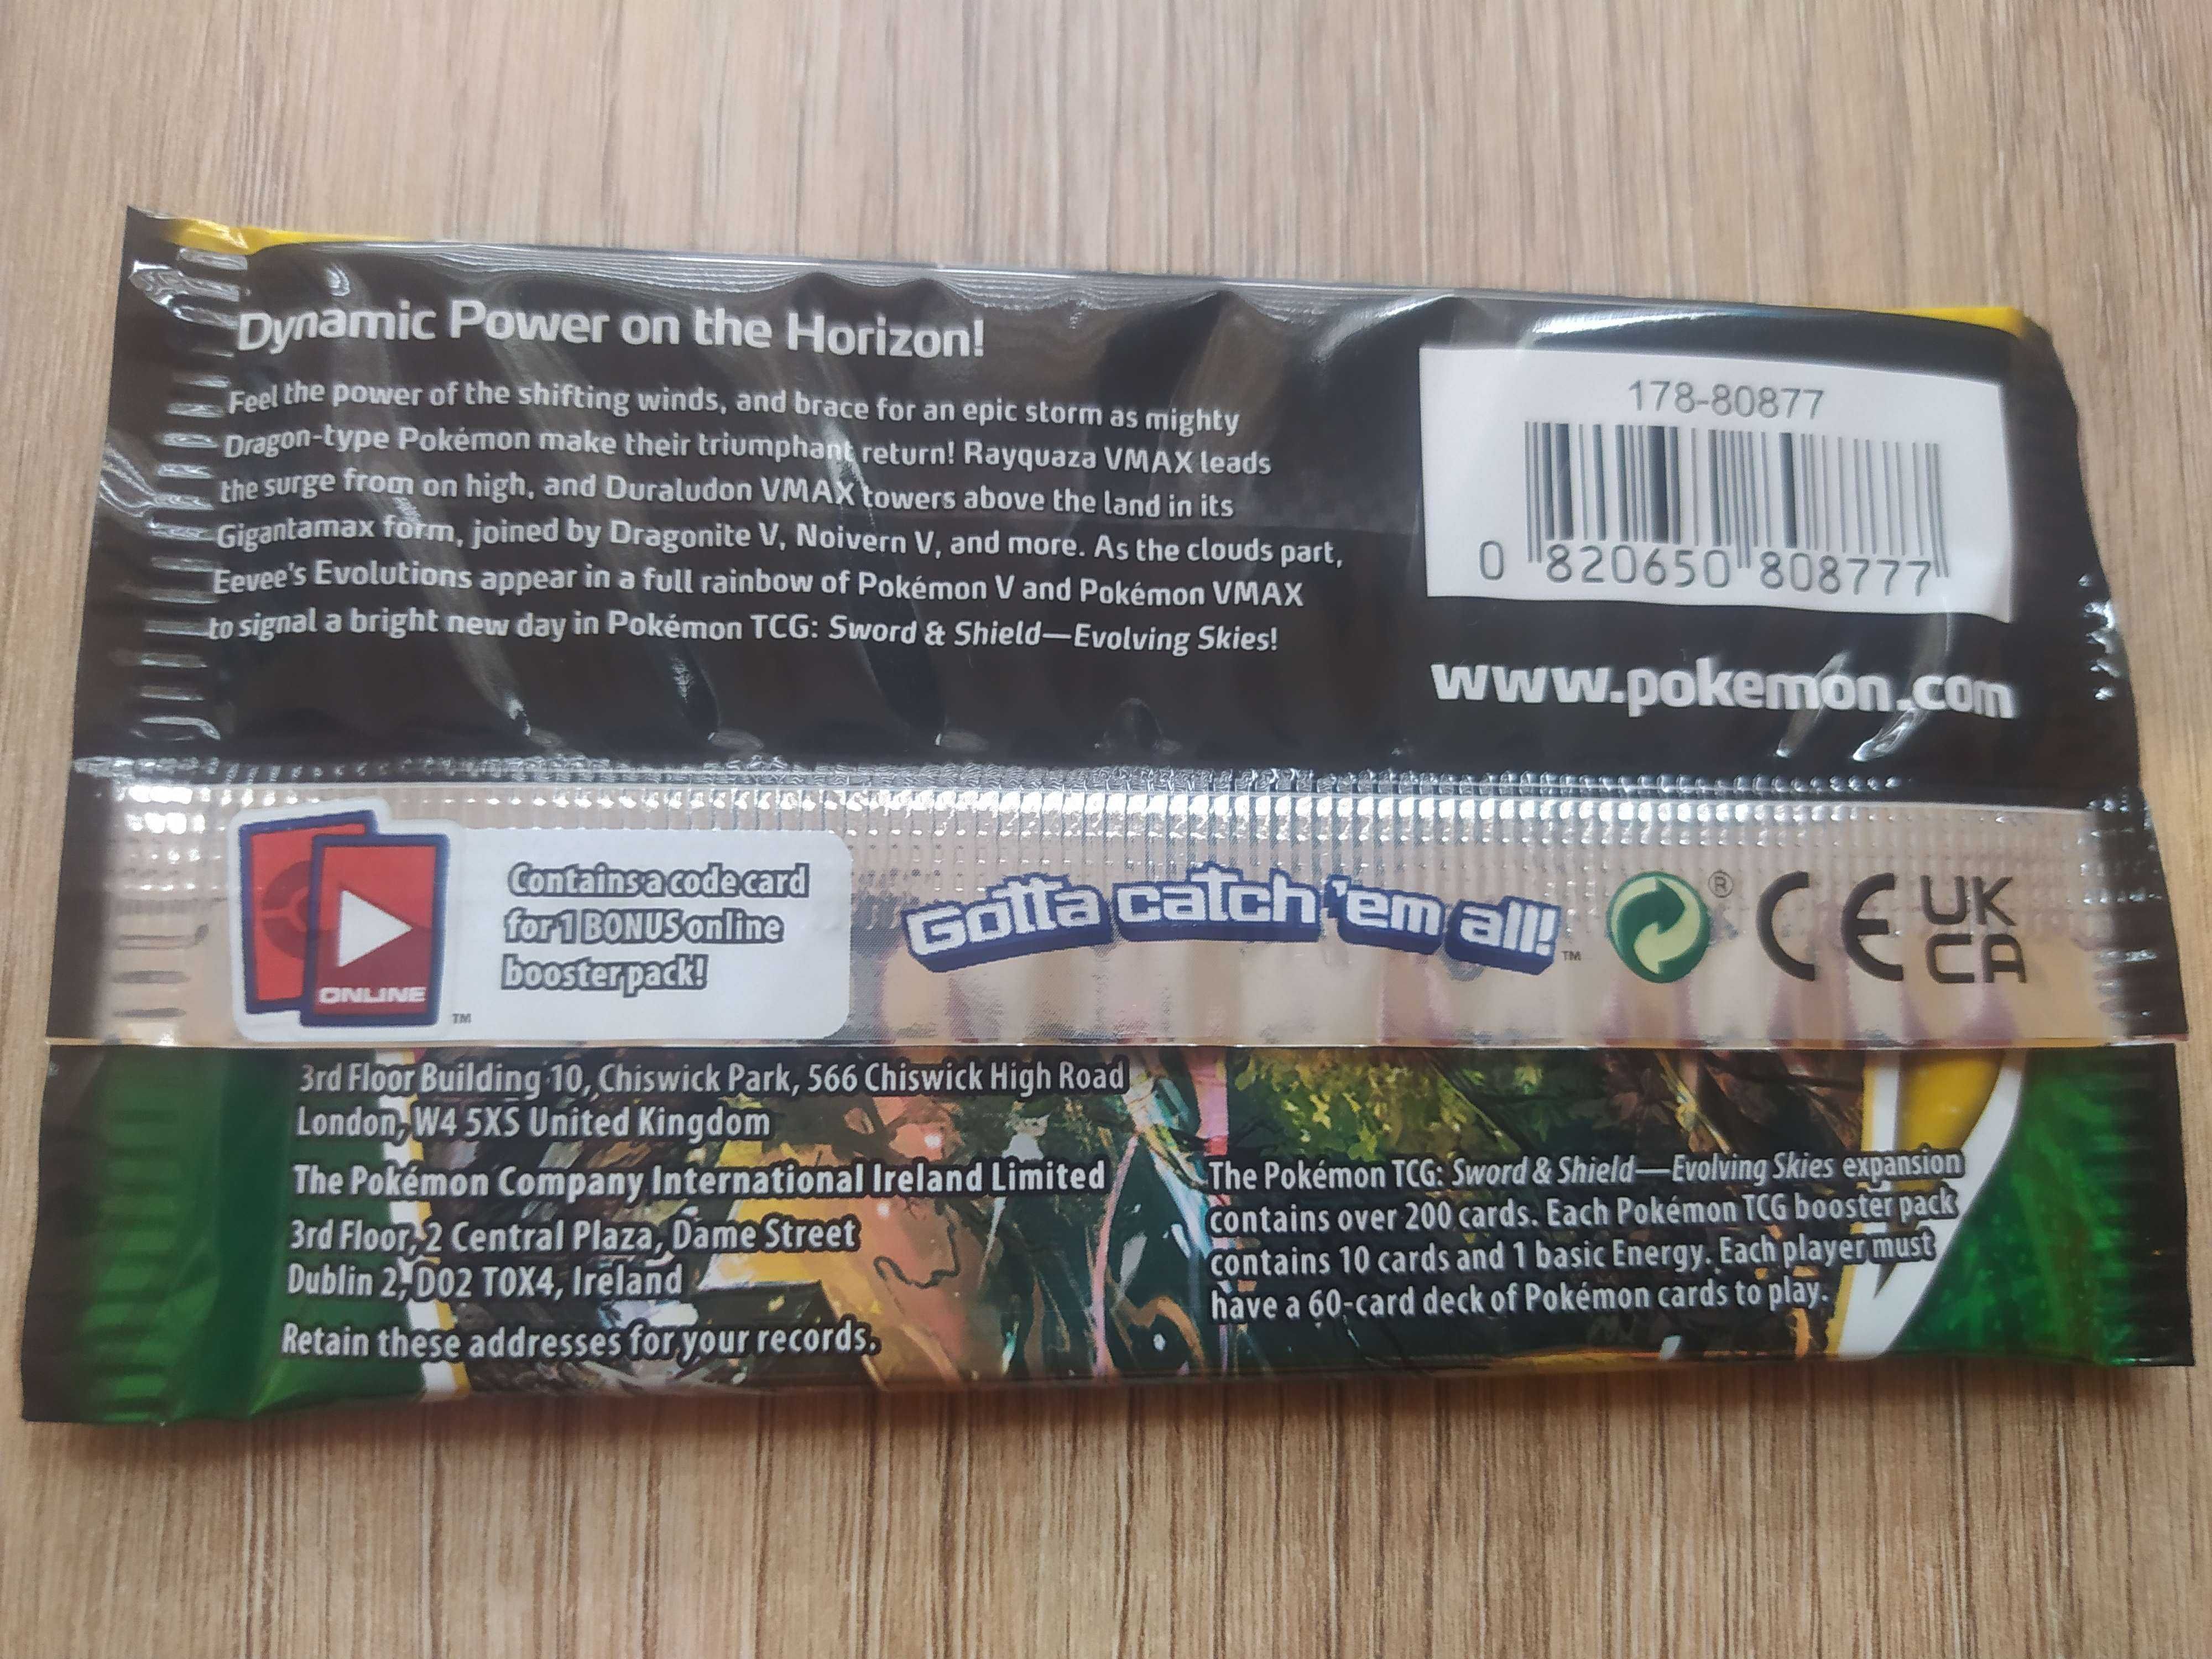 Dynamic Power on the Horizon!
Feel the power of the shifting winds, and brace for an epic storm as mighty
Dragon-type Pokémon make their triumphant return! Rayquaza VMAX leads
the surge from on high, and Duraludon VMAX towers above the land in its
Gigantamax form, joined by Dragonite V, Noivern V, and more. As the clouds part,
Eevee's Evolutions appear in a full rainbow of Pokémon V and Pokémon VMAX
to signal a bright new day in Pokémon TCG: Sword & Shield—Evolving Skies!
178-80877
0 820650 808777
www.pokemon.com
ONLINE
TM
Contains a code card
for 1 BONUS online
booster pack!
Gotta catch 'em all!
TM
®
CE
UK
CA
3rd Floor Building 10, Chiswick Park, 566 Chiswick High Road
London, W4 5XS United Kingdom
The Pokémon Company International Ireland Limited
3rd Floor, 2 Central Plaza, Dame Street
Dublin 2, D02 T0X4, Ireland
Retain these addresses for your records.
The Pokémon TCG: Sword & Shield—Evolving Skies expansion
contains over 200 cards. Each Pokémon TCG booster pack
contains 10 cards and 1 basic Energy. Each player must
have a 60-card deck of Pokémon cards to play.